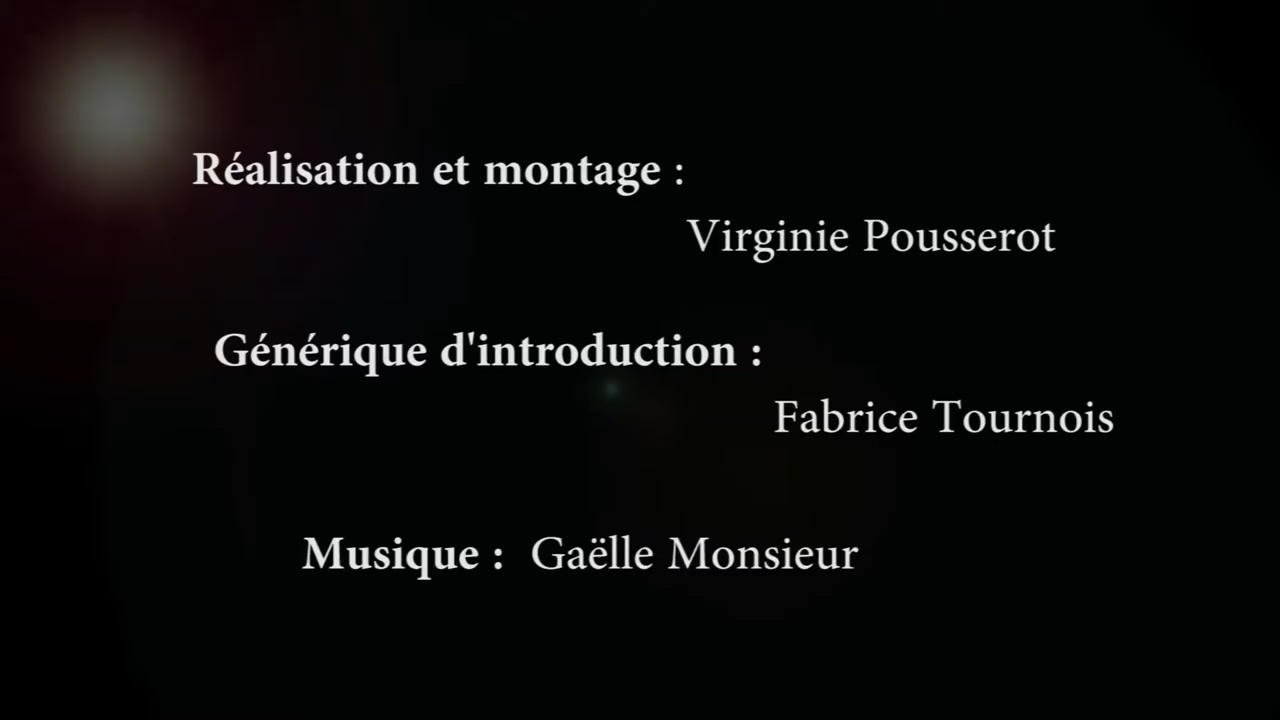 Réalisation et montage :
Virginie Pousserot
Générique d'introduction :
Fabrice Tournois
Musique : Gaëlle Monsieur